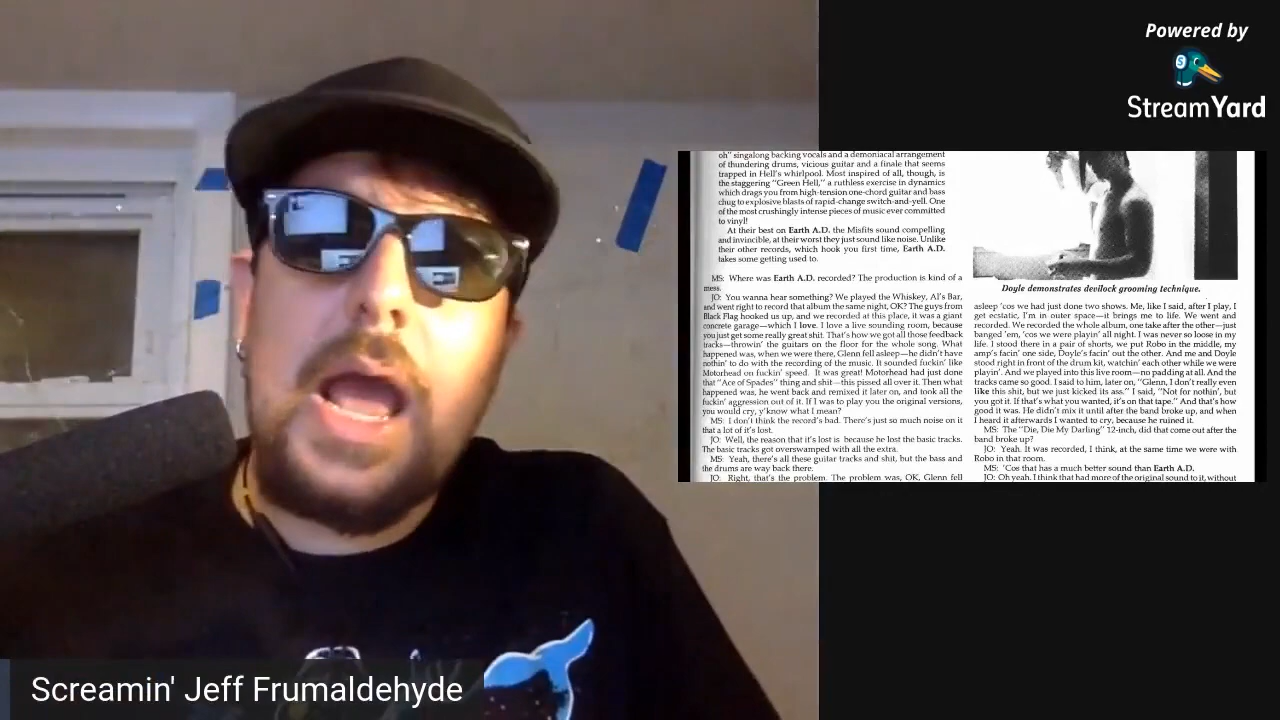 Powered by
StreamYard
oh" singalong backing vocals and a demoniacal arrangement
of thundering drums, vicious guitar and a finale that seems
trapped in Hell's whirlpool. Most inspired of all, though, is
the staggering "Green Hell," a ruthless exercise in dynamics
which drags you from high-tension one-chord guitar and bass
chug to explosive blasts of rapid-change switch-and-yell. One
of the most crushingly intense pieces of music ever committed
to vinyl!
At their best on Earth A.D. the Misfits sound compelling
and invincible, at their worst they just sound like noise. Unlike
their other records, which hook you first time, Earth A.D.
takes some getting used to.
MS: Where was Earth A.D. recorded? The production is kind of a
mess.
JO: You wanna hear something? We played the Whiskey, Al's Bar,
and went right to record that album the same night, OK? The guys from
Black Flag hooked us up, and we recorded at this place, it was a giant
concrete garage—which I love. I love a live sounding room, because
you just get some really great shit. That's how we got all those feedback
tracks—throwin' the guitars on the floor for the whole song. What
happened was, when we were there, Glenn fell asleep—he didn't have
nothin' to do with the recording of the music. It sounded fuckin' like
Motorhead on fuckin' speed. It was great! Motorhead had just done
that "Ace of Spades" thing and shit—this pissed all over it. Then what
happened was, he went back and remixed it later on, and took all the
fuckin' aggression out of it. If I was to play you the original versions,
you would cry, y'know what I mean?
MS: I don't think the record's bad. There's just so much noise on it
that a lot of it's lost.
JO: Well, the reason that it's lost is because he lost the basic tracks.
The basic tracks got overswamped with all the extra.
MS: Yeah, there's all these guitar tracks and shit, but the bass and
the drums are way back there.
JO: Right, that's the problem. The problem was, OK, Glenn fell
Doyle demonstrates devilock grooming technique.
asleep 'cos we had just done two shows. Me, like I said, after I play, I
get ecstatic, I'm in outer space—it brings me to life. We went and
recorded. We recorded the whole album, one take after the other—just
banged 'em, 'cos we were playin' all night. I was never so loose in my
life. I stood there in a pair of shorts, we put Robo in the middle, my
amp's facin' one side, Doyle's facin' out the other. And me and Doyle
stood right in front of the drum kit, watchin' each other while we were
playin'. And we played into this live room—no padding at all. And the
tracks came so good. I said to him, later on, "Glenn, I don't really even
like this shit, but we just kicked its ass." I said, "Not for nothin', but
you got it. If that's what you wanted, it's on that tape." And that's how
good it was. He didn't mix it until after the band broke up, and when
I heard it afterwards I wanted to cry, because he ruined it.
MS: The "Die, Die My Darling" 12-inch, did that come out after the
band broke up?
JO: Yeah. It was recorded, I think, at the same time we were with
Robo in that room.
MS: 'Cos that has a much better sound than Earth A.D.
JO: Oh yeah. I think that had more of the original sound to it, without
Screamin' Jeff Frumaldehyde